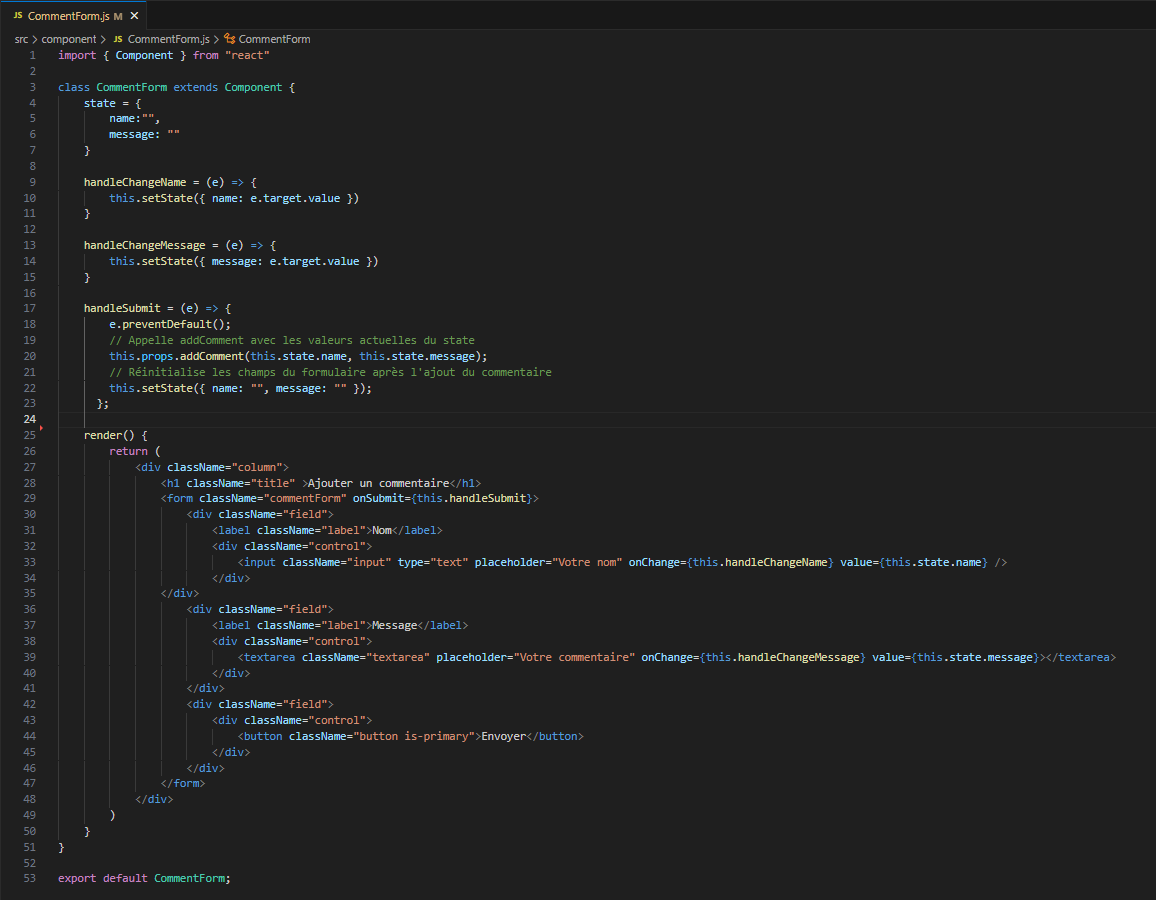 JS CommentForm.js M ×
src > component > JS CommentForm.js > CommentForm
1 import { Component } from "react"
2
3 class CommentForm extends Component {
4     state = {
5         name:"",
6         message: ""
7     }
8
9     handleChangeName = (e) => {
10         this.setState({ name: e.target.value })
11     }
12
13     handleChangeMessage = (e) => {
14         this.setState({ message: e.target.value })
15     }
16
17     handleSubmit = (e) => {
18         e.preventDefault();
19         // Appelle addComment avec les valeurs actuelles du state
20         this.props.addComment(this.state.name, this.state.message);
21         // Réinitialise les champs du formulaire après l'ajout du commentaire
22         this.setState({ name: "", message: "" });
23       };
24
25     render() {
26         return (
27             <div className="column">
28                 <h1 className="title" >Ajouter un commentaire</h1>
29                 <form className="commentForm" onSubmit={this.handleSubmit}>
30                     <div className="field">
31                         <label className="label">Nom</label>
32                         <div className="control">
33                             <input className="input" type="text" placeholder="Votre nom" onChange={this.handleChangeName} value={this.state.name} />
34                         </div>
35                 </div>
36                     <div className="field">
37                         <label className="label">Message</label>
38                         <div className="control">
39                             <textarea className="textarea" placeholder="Votre commentaire" onChange={this.handleChangeMessage} value={this.state.message}></textarea>
40                         </div>
41                     </div>
42                     <div className="field">
43                         <div className="control">
44                             <button className="button is-primary">Envoyer</button>
45                         </div>
46                     </div>
47                 </form>
48             </div>
49         )
50     }
51 }
52
53 export default CommentForm;